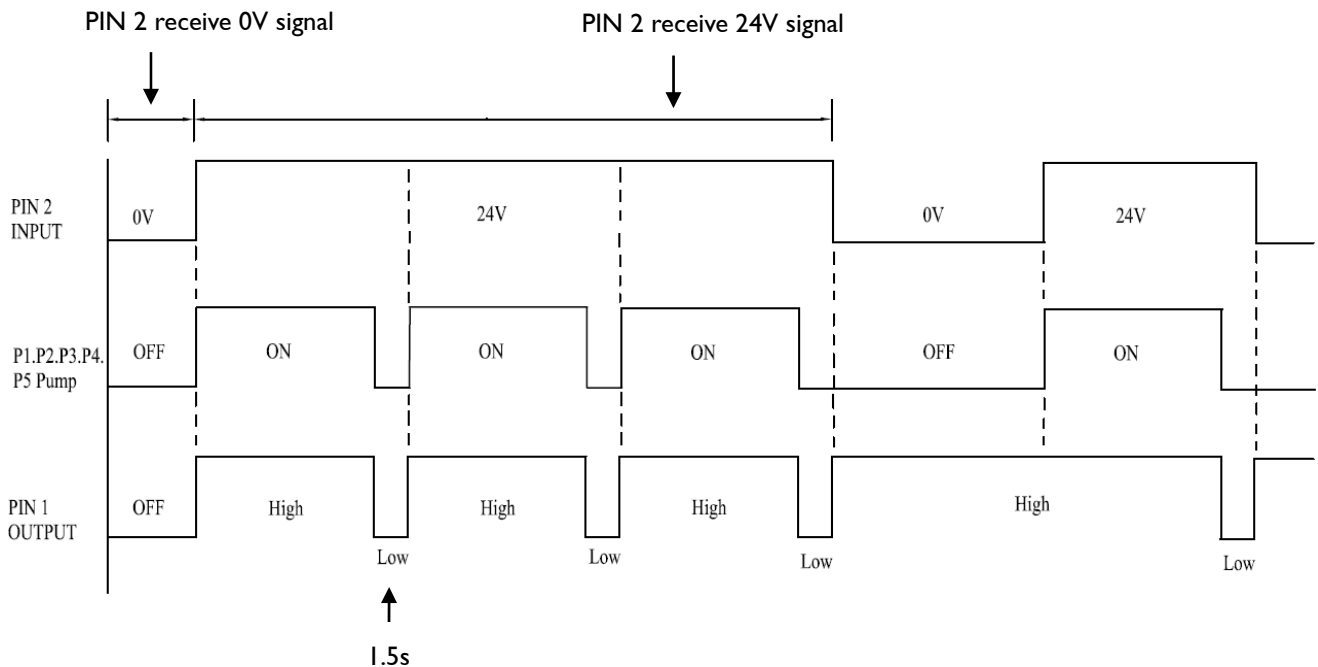 PIN 2 receive 0V signal
PIN 2 receive 24V signal
PIN 2
INPUT
0V
24V
0V
24V
P1.P2.P3.P4.
P5 Pump
OFF
ON
ON
ON
OFF
ON
PIN 1
OUTPUT
OFF
High
High
High
High
Low
Low
Low
Low
1.5s